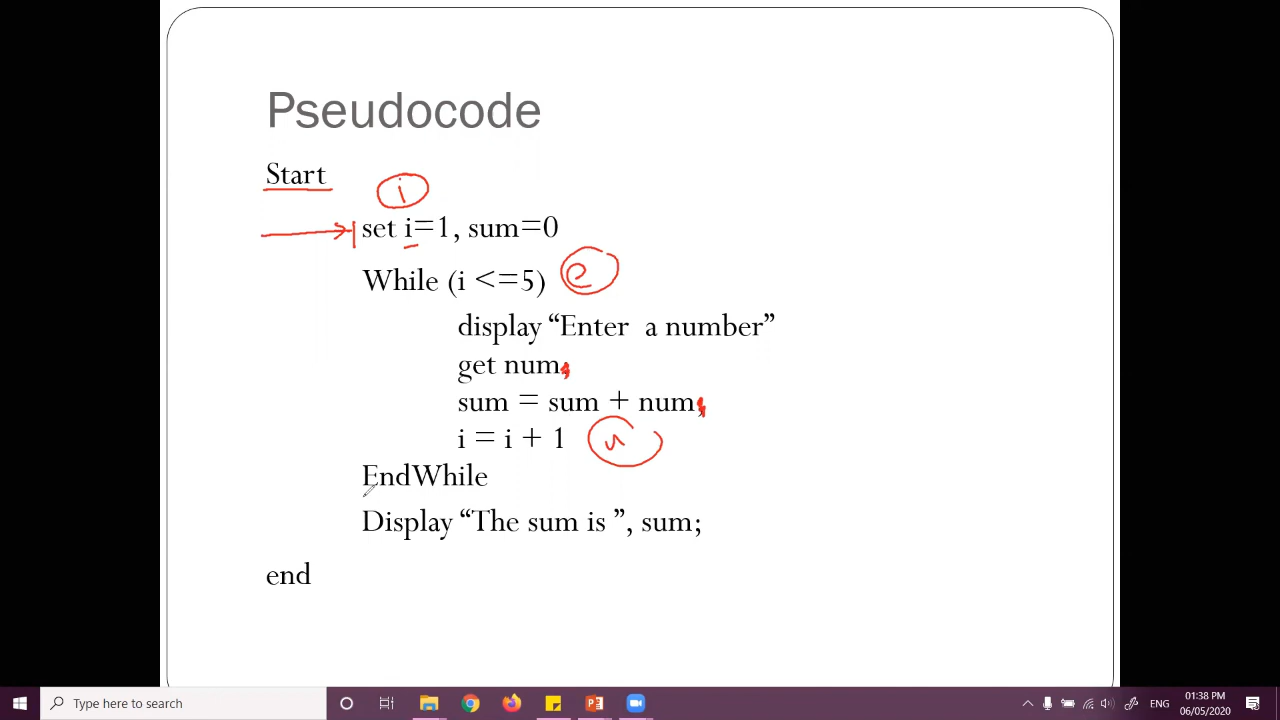 Pseudocode
Start
i
set i=1, sum=0
While (i <=5) e
display “Enter a number”
get num;
sum = sum + num;
i = i + 1 u
EndWhile
Display “The sum is ”, sum;
end
Type here to search
ENG
01:38 PM
06/05/2020